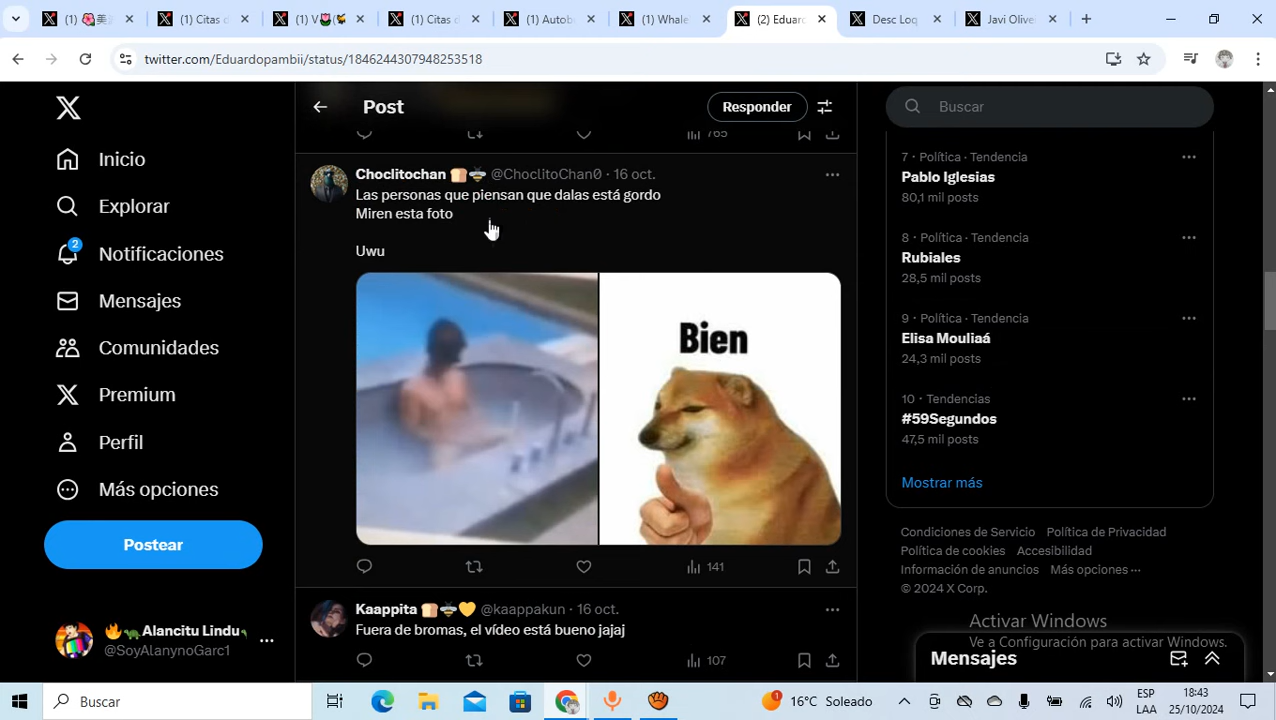 (1) 🌺美
(1) Citas d
(1) V🌷🐝
(1) Citas d
(1) Autob
(1) Whale
(2) Eduar
Desc Loq
Javi Olive
twitter.com/Eduardopambii/status/1846244307948253518
Inicio
Explorar
2
Notificaciones
Mensajes
Comunidades
Premium
Perfil
Más opciones
Postear
🔥🐢Alancitu Lindu
@SoyAlanynoGarc1
Post
Responder
765
Choclitochan 🍞🐝 @ChoclitoChan0 · 16 oct.
Las personas que piensan que dalas está gordo
Miren esta foto
Uwu
Bien
141
Kaappita 🍞🐝💛 @kaappakun · 16 oct.
Fuera de bromas, el vídeo está bueno jajaj
107
Buscar
7 · Política · Tendencia
Pablo Iglesias
80,1 mil posts
8 · Política · Tendencia
Rubiales
28,5 mil posts
9 · Política · Tendencia
Elisa Mouliaá
24,3 mil posts
10 · Tendencias
#59Segundos
47,5 mil posts
Mostrar más
Condiciones de Servicio Política de Privacidad
Política de cookies Accesibilidad
Información de anuncios Más opciones ···
© 2024 X Corp.
Activar Windows
Ve a Configuración para activar Windows.
Mensajes
Buscar
1
16°C Soleado
ESP
LAA
18:43
25/10/2024